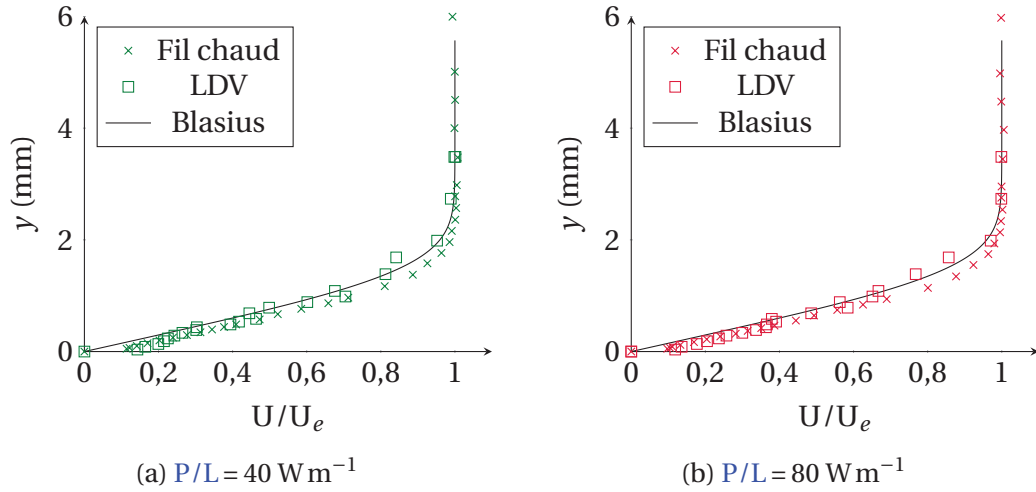 6
4
2
0
y (mm)
Fil chaud
LDV
Blasius
0
0,2
0,4
0,6
0,8
1
U/Uₑ
(a) P/L = 40 W m⁻¹
6
4
2
0
y (mm)
Fil chaud
LDV
Blasius
0
0,2
0,4
0,6
0,8
1
U/Uₑ
(b) P/L = 80 W m⁻¹